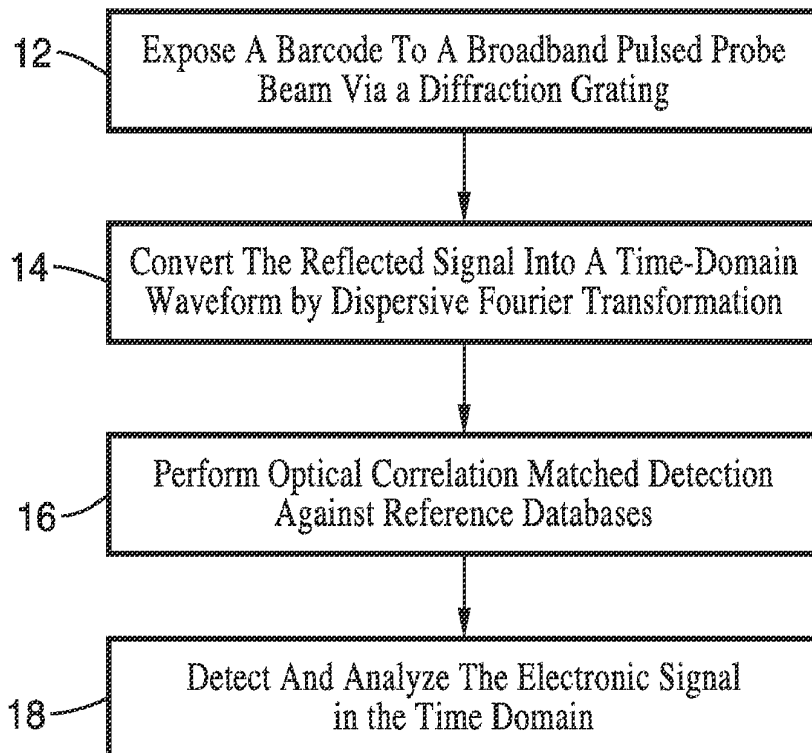 12
Expose A Barcode To A Broadband Pulsed Probe
Beam Via a Diffraction Grating
14
Convert The Reflected Signal Into A Time-Domain
Waveform by Dispersive Fourier Transformation
16
Perform Optical Correlation Matched Detection
Against Reference Databases
18
Detect And Analyze The Electronic Signal
in the Time Domain